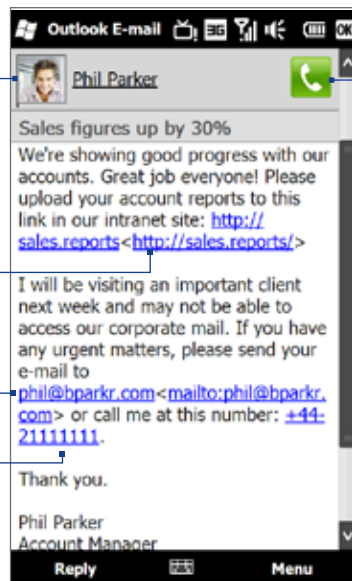 Outlook E-mail 3G OK
Phil Parker
Sales figures up by 30%
We're showing good progress with our
accounts. Great job everyone! Please
upload your account reports to this
link in our intranet site: http://
sales.reports<http://sales.reports/>
I will be visiting an important client
next week and may not be able to
access our corporate mail. If you have
any urgent matters, please send your
e-mail to
phil@bparkr.com<mailto:phil@bparkr.
com> or call me at this number: +44-
21111111.
Thank you.
Phil Parker
Account Manager
Reply Menu